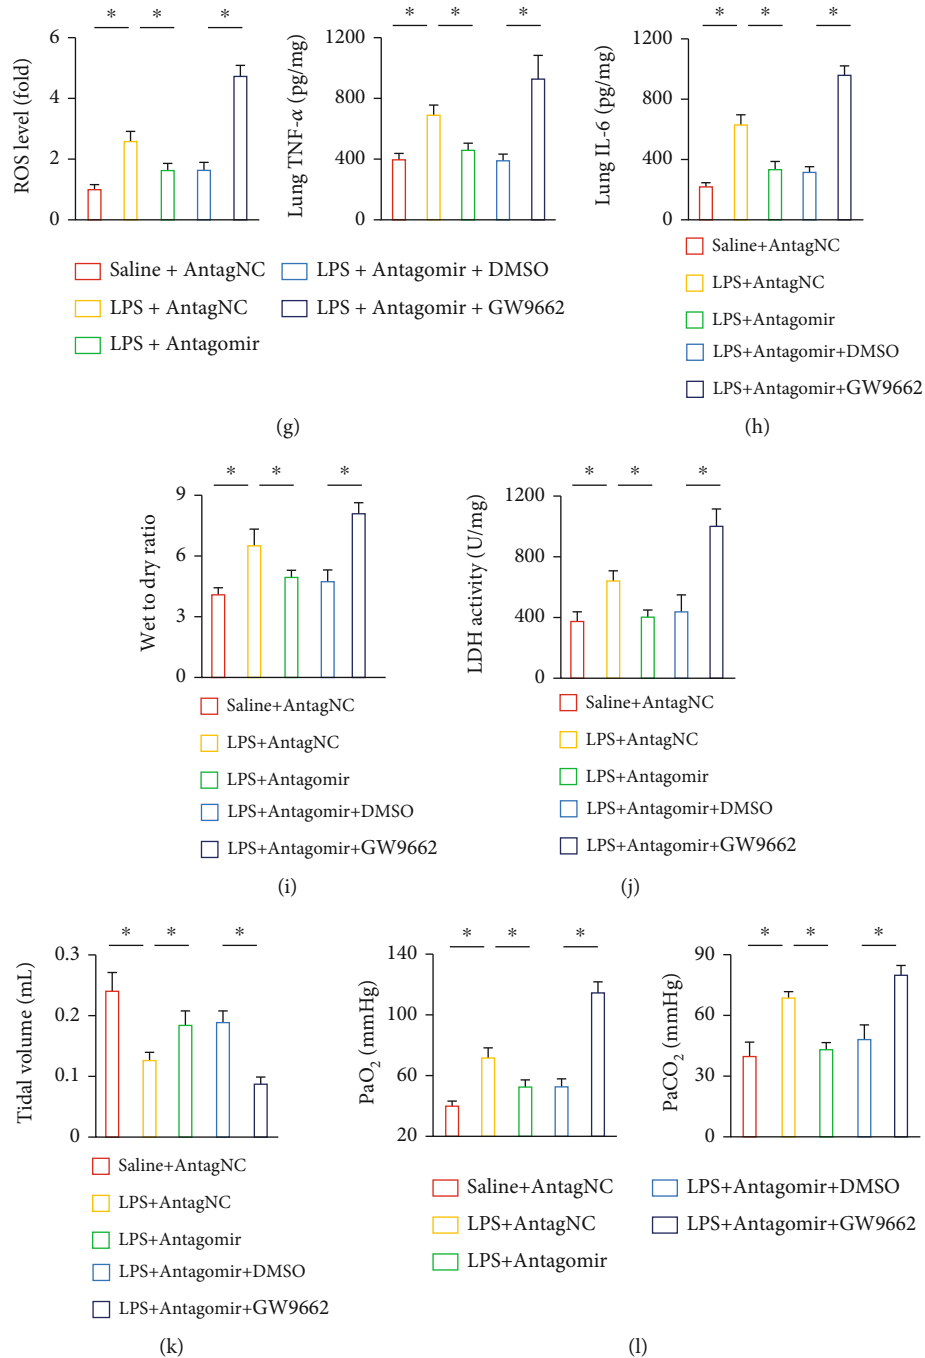 * * *
6
4
2
0
ROS level (fold)
* * *
1200
800
400
0
Lung TNF-α (pg/mg)
Saline + AntagNC
LPS + AntagNC
LPS + Antagomir
LPS + Antagomir + DMSO
LPS + Antagomir + GW9662
(g)
* * *
1200
800
400
0
Lung IL-6 (pg/mg)
Saline+AntagNC
LPS+AntagNC
LPS+Antagomir
LPS+Antagomir+DMSO
LPS+Antagomir+GW9662
(h)
* * *
9
6
3
0
Wet to dry ratio
Saline+AntagNC
LPS+AntagNC
LPS+Antagomir
LPS+Antagomir+DMSO
LPS+Antagomir+GW9662
(i)
* * *
1200
800
400
0
LDH activity (U/mg)
Saline+AntagNC
LPS+AntagNC
LPS+Antagomir
LPS+Antagomir+DMSO
LPS+Antagomir+GW9662
(j)
* * *
0.3
0.2
0.1
0
Tidal volume (mL)
Saline+AntagNC
LPS+AntagNC
LPS+Antagomir
LPS+Antagomir+DMSO
LPS+Antagomir+GW9662
(k)
* * *
140
100
60
20
PaO₂ (mmHg)
* * *
90
60
30
0
PaCO₂ (mmHg)
Saline+AntagNC
LPS+AntagNC
LPS+Antagomir
LPS+Antagomir+DMSO
LPS+Antagomir+GW9662
(l)